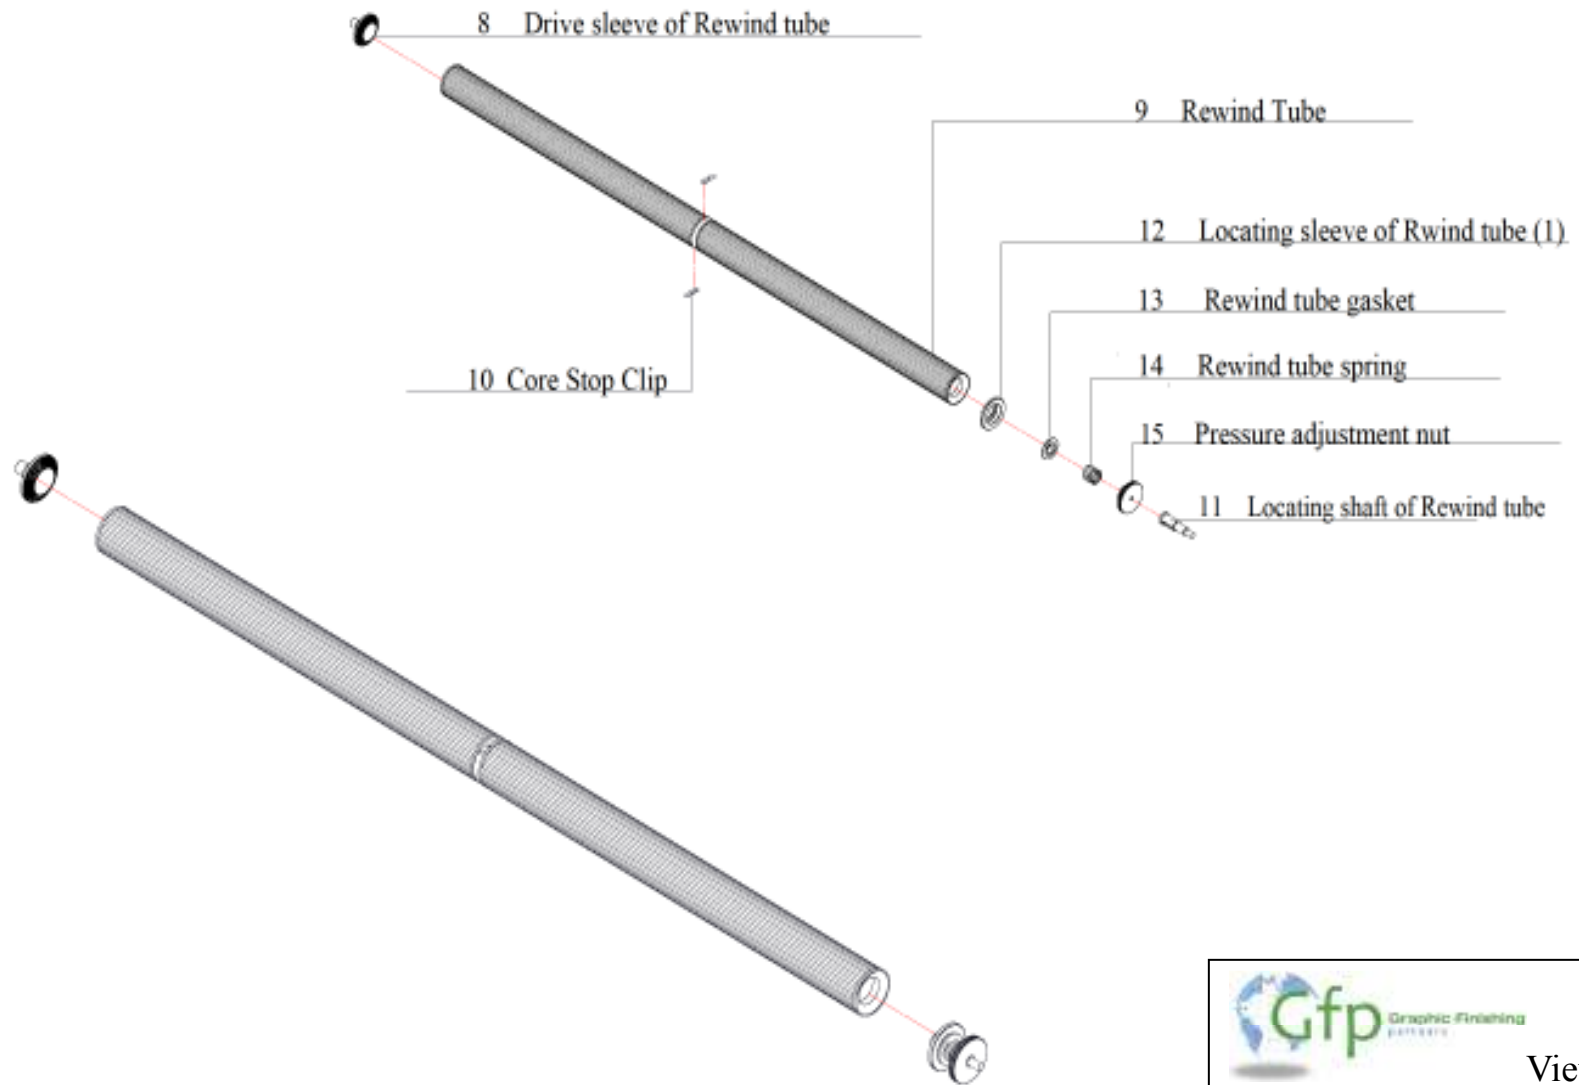 8 Drive sleeve of Rewind tube
9 Rewind Tube
12 Locating sleeve of Rwind tube (1)
13 Rewind tube gasket
10 Core Stop Clip
14 Rewind tube spring
15 Pressure adjustment nut
11 Locating shaft of Rewind tube
Gfp Graphic Finishing
partners